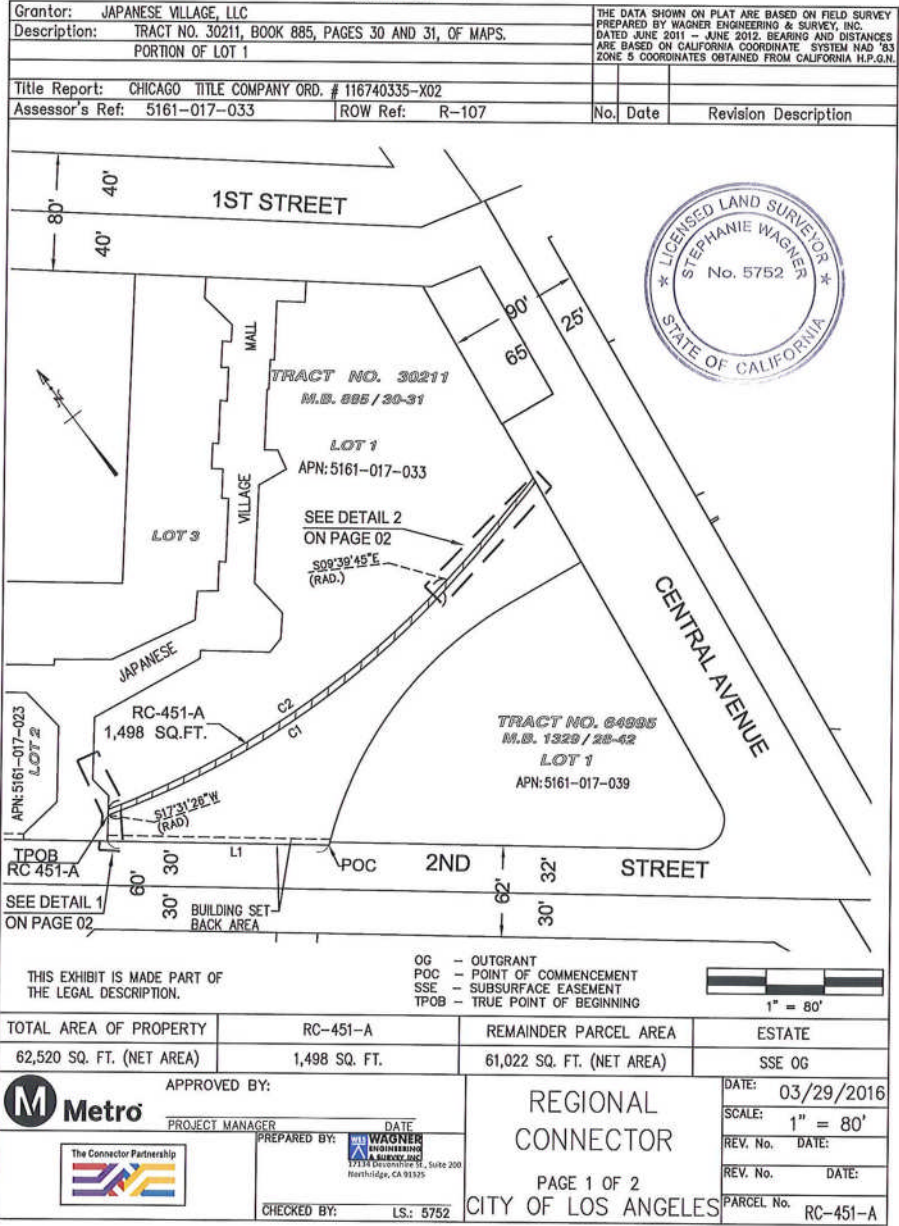 Grantor: JAPANESE VILLAGE, LLC
Description: TRACT NO. 30211, BOOK 885, PAGES 30 AND 31, OF MAPS.
PORTION OF LOT 1
Title Report: CHICAGO TITLE COMPANY ORD. # 116740335-X02
Assessor's Ref: 5161-017-033 ROW Ref: R-107
THE DATA SHOWN ON PLAT ARE BASED ON FIELD SURVEY
PREPARED BY WAGNER ENGINEERING & SURVEY, INC.
DATED JUNE 2011 - JUNE 2012. BEARING AND DISTANCES
ARE BASED ON CALIFORNIA COORDINATE SYSTEM NAD '83
ZONE 5 COORDINATES OBTAINED FROM CALIFORNIA H.P.G.N.
No. Date Revision Description
80'
40'
40'
1ST STREET
LICENSED LAND SURVEYOR
STEPHANIE WAGNER
No. 5752
STATE OF CALIFORNIA
90'
65
25'
N
MALL
TRACT NO. 30211
M.B. 885 / 30-31
LOT 1
APN: 5161-017-033
VILLAGE
LOT 3
SEE DETAIL 2
ON PAGE 02
S09°39'45"E
(RAD.)
CENTRAL AVENUE
JAPANESE
RC-451-A
1,498 SQ.FT.
C2
C1
TRACT NO. 64995
M.B. 1329 / 28-42
LOT 1
APN: 5161-017-039
APN: 5161-017-023
LOT 2
S17°31'26"W
(RAD)
TPOB
RC 451-A
L1
POC
2ND STREET
60'
30'
30'
62'
32'
30'
SEE DETAIL 1
ON PAGE 02
BUILDING SET
BACK AREA
THIS EXHIBIT IS MADE PART OF
THE LEGAL DESCRIPTION.
OG - OUTGRANT
POC - POINT OF COMMENCEMENT
SSE - SUBSURFACE EASEMENT
TPOB - TRUE POINT OF BEGINNING
1" = 80'
TOTAL AREA OF PROPERTY RC-451-A REMAINDER PARCEL AREA ESTATE
62,520 SQ. FT. (NET AREA) 1,498 SQ. FT. 61,022 SQ. FT. (NET AREA) SSE OG
M Metro
APPROVED BY:
PROJECT MANAGER DATE
The Connector Partnership
PREPARED BY:
WES WAGNER
ENGINEERING
& SURVEY, INC
17134 Devonshire St., Suite 200
Northridge, CA 91325
CHECKED BY: LS.: 5752
REGIONAL
CONNECTOR
PAGE 1 OF 2
CITY OF LOS ANGELES
DATE: 03/29/2016
SCALE: 1" = 80'
REV. No. DATE:
REV. No. DATE:
PARCEL No. RC-451-A